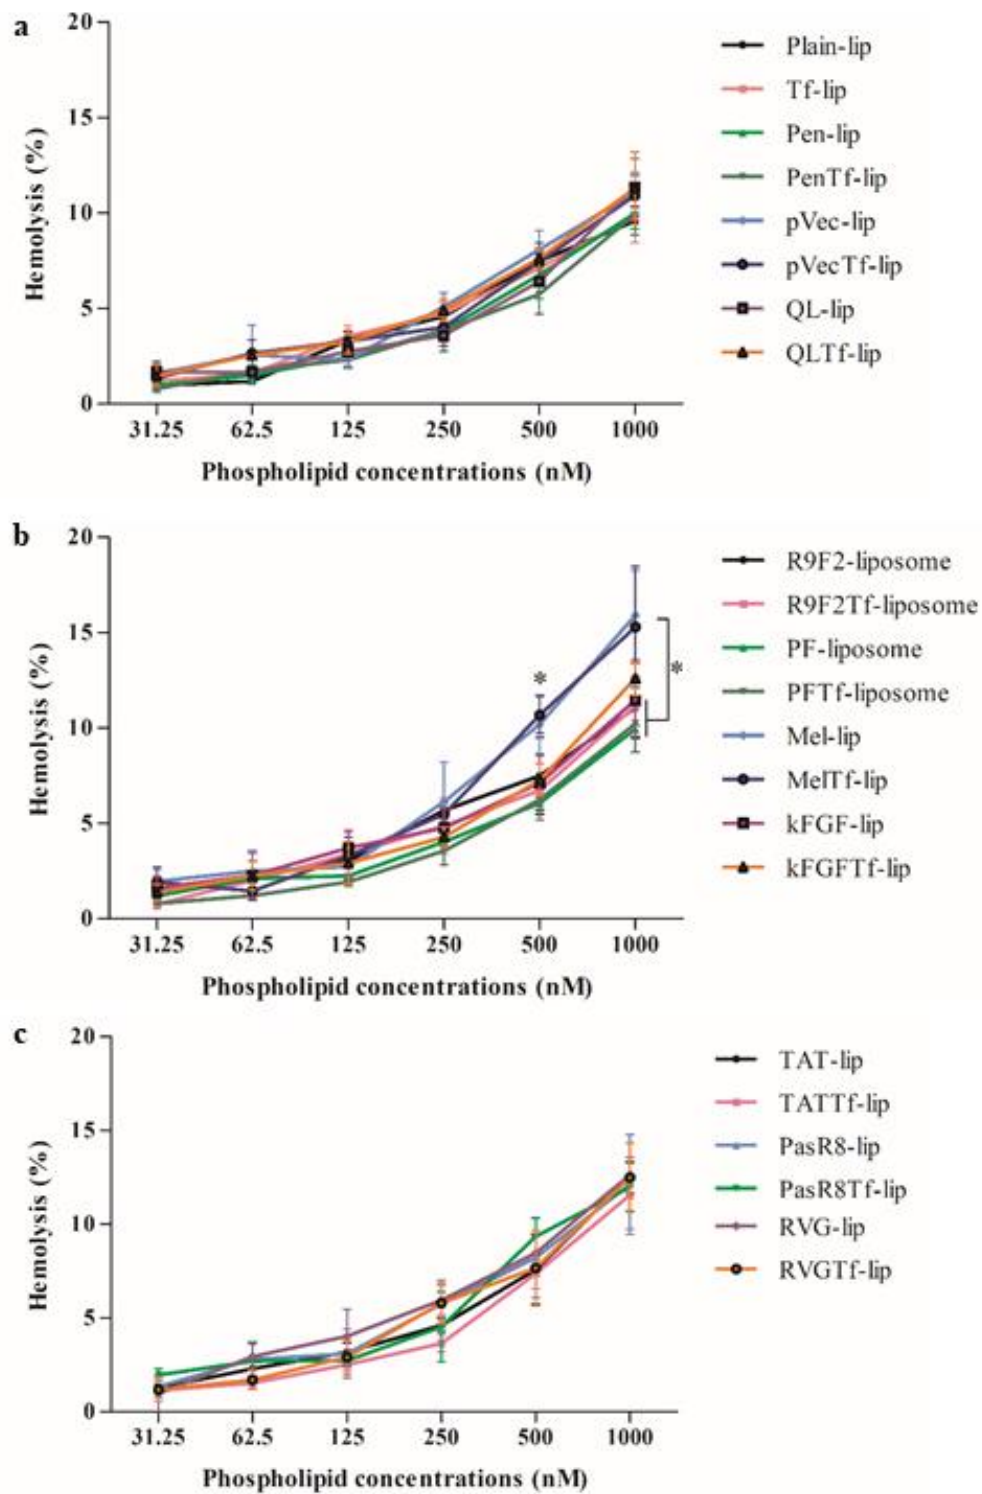 a
20
15
10
5
0
Hemolysis (%)
31.25 62.5 125 250 500 1000
Phospholipid concentrations (nM)
Plain-lip
Tf-lip
Pen-lip
PenTf-lip
pVec-lip
pVecTf-lip
QL-lip
QLTf-lip
b
20
15
10
5
0
Hemolysis (%)
*
*
31.25 62.5 125 250 500 1000
Phospholipid concentrations (nM)
R9F2-liposome
R9F2Tf-liposome
PF-liposome
PFTf-liposome
Mel-lip
MelTf-lip
kFGF-lip
kFGFTf-lip
c
20
15
10
5
0
Hemolysis (%)
31.25 62.5 125 250 500 1000
Phospholipid concentrations (nM)
TAT-lip
TATTf-lip
PasR8-lip
PasR8Tf-lip
RVG-lip
RVGTf-lip